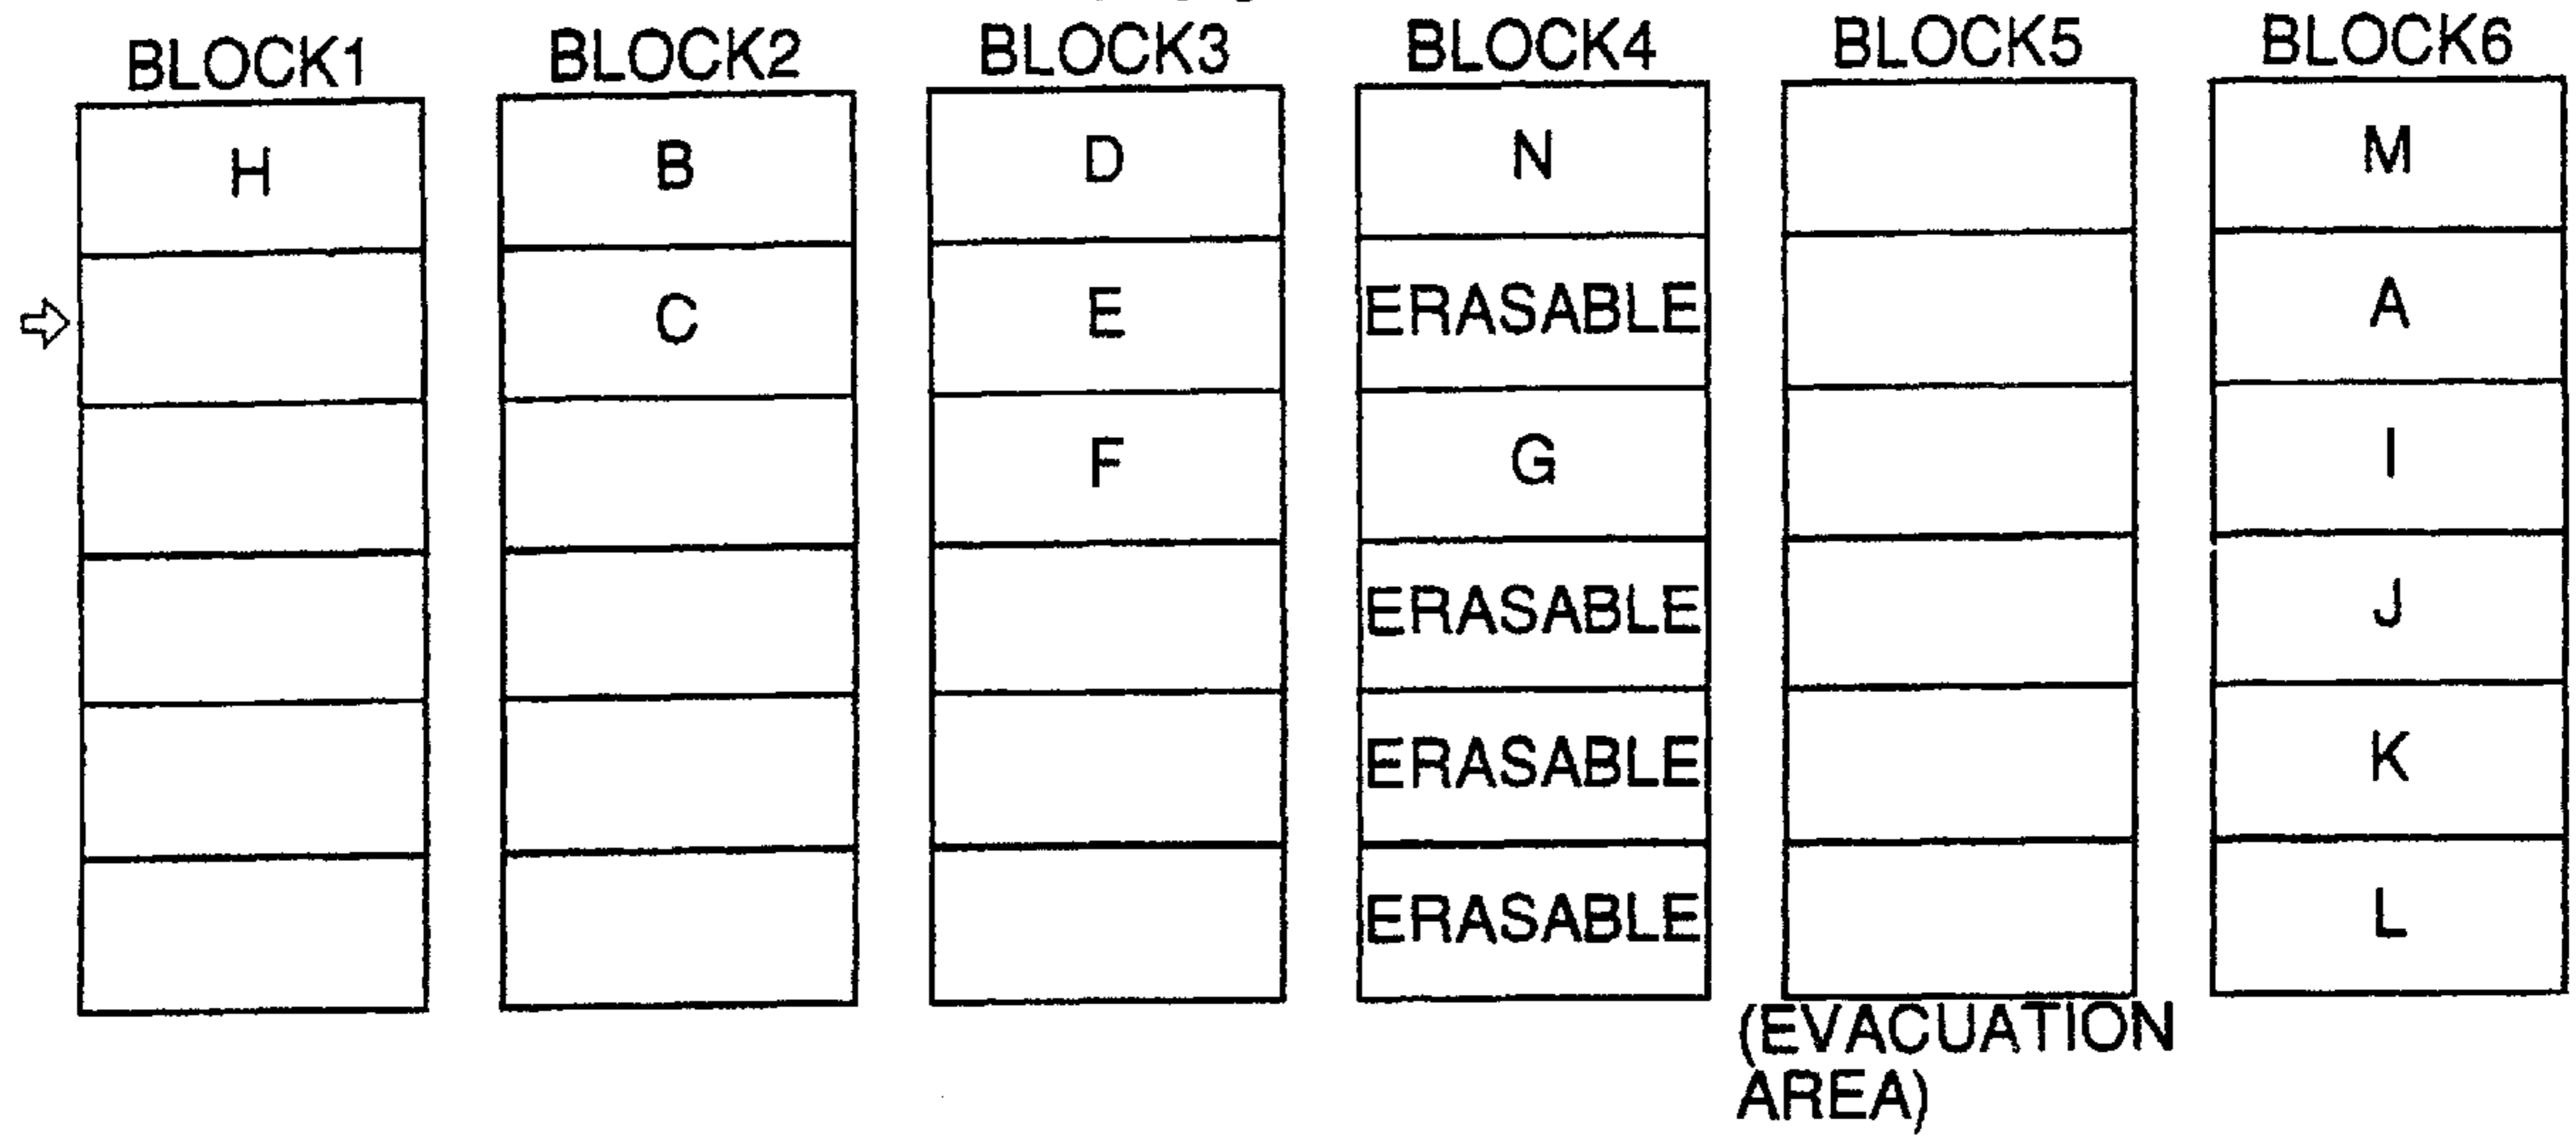 BLOCK1 BLOCK2 BLOCK3 BLOCK4 BLOCK5 BLOCK6
H B D N M
C E ERASABLE A
F G I
ERASABLE J
ERASABLE K
ERASABLE L
(EVACUATION
AREA)